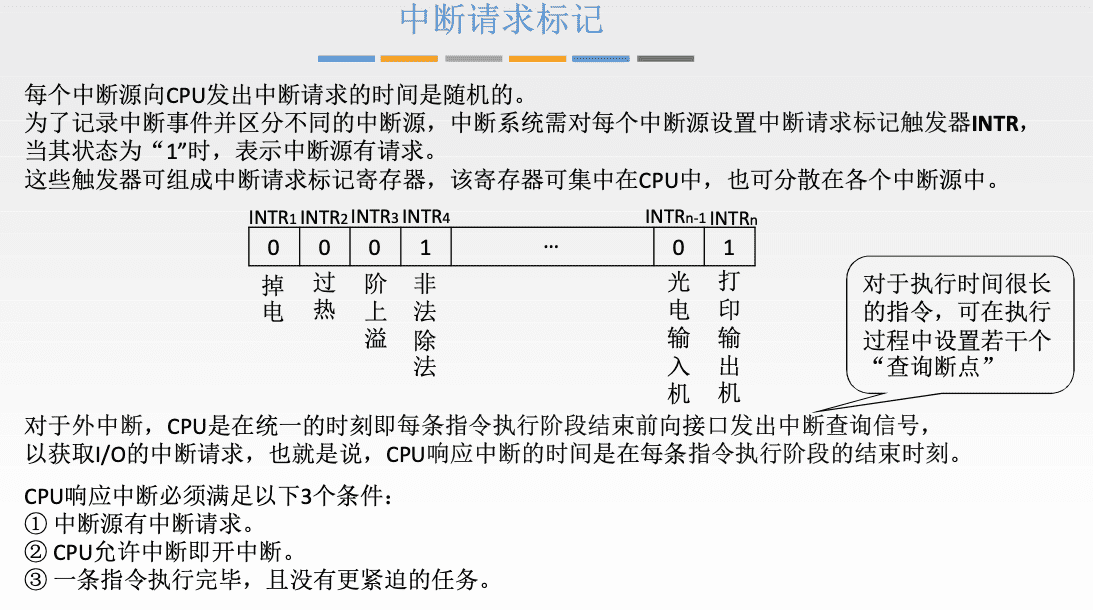 中断请求标记
每个中断源向CPU发出中断请求的时间是随机的。
为了记录中断事件并区分不同的中断源，中断系统需对每个中断源设置中断请求标记触发器INTR，
当其状态为“1”时，表示中断源有请求。
这些触发器可组成中断请求标记寄存器，该寄存器可集中在CPU中，也可分散在各个中断源中。
INTR1 INTR2 INTR3 INTR4 INTRn-1 INTRn
0 0 0 1 … 0 1
掉电
过热
阶上溢
非法除法
光电输入机
打印输出机
对于执行时间很长
的指令，可在执行
过程中设置若干个
“查询断点”
对于外中断，CPU是在统一的时刻即每条指令执行阶段结束前向接口发出中断查询信号，
以获取I/O的中断请求，也就是说，CPU响应中断的时间是在每条指令执行阶段的结束时刻。
CPU响应中断必须满足以下3个条件：
① 中断源有中断请求。
② CPU允许中断即开中断。
③ 一条指令执行完毕，且没有更紧迫的任务。